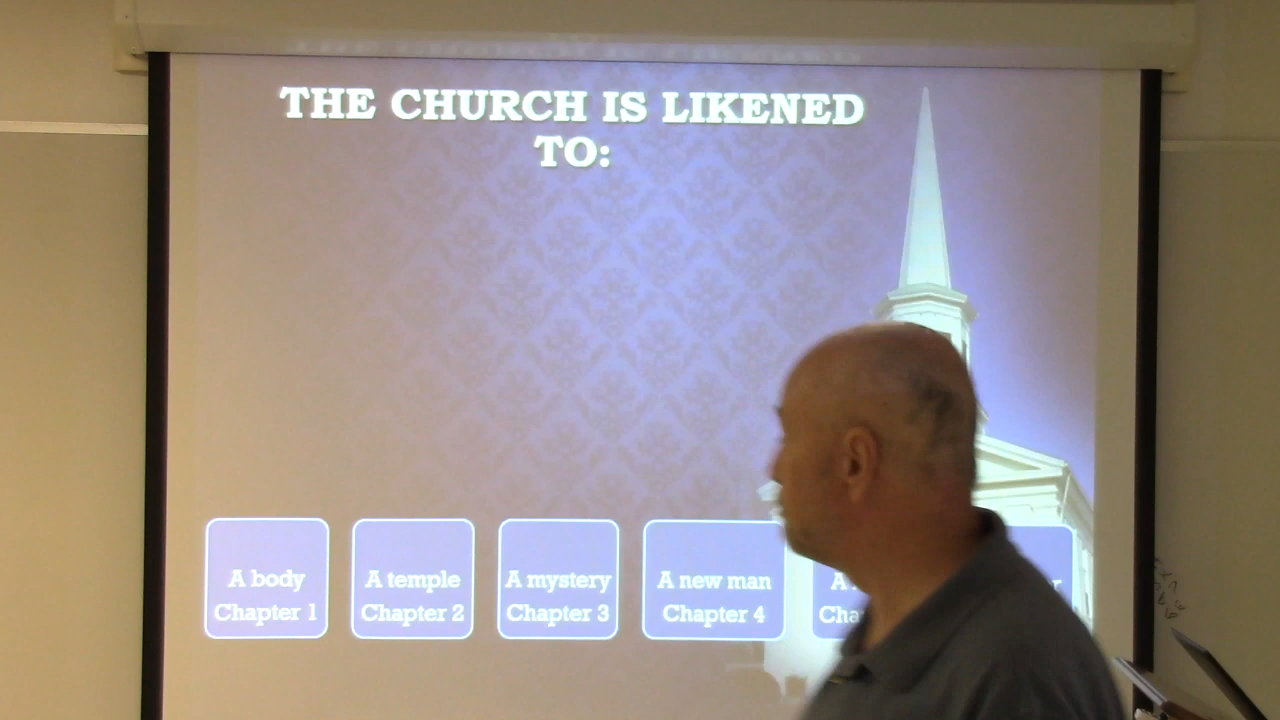 THE CHURCH IS LIKENED
TO:
A body
Chapter 1
A temple
Chapter 2
A mystery
Chapter 3
A new man
Chapter 4
A